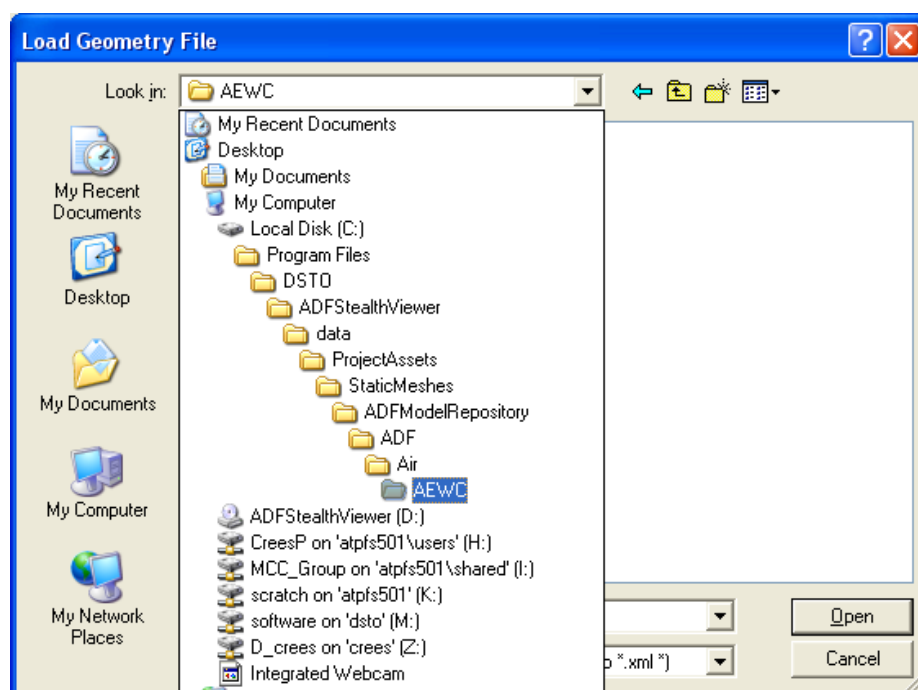 Load Geometry File
Look in: AEWC
My Recent Documents
Desktop
My Documents
My Computer
Local Disk (C:)
Program Files
DSTO
ADFStealthViewer
data
ProjectAssets
StaticMeshes
ADFModelRepository
ADF
Air
AEWC
ADFStealthViewer (D:)
CreesP on 'atpfs501\users' (H:)
MCC_Group on 'atpfs501\shared' (I:)
scratch on 'atpfs501' (K:)
software on 'dsto' (M:)
D_crees on 'crees' (Z:)
Integrated Webcam
My Recent
Documents
Desktop
My Documents
My Computer
My Network
Places
Open
*.xml *)
Cancel